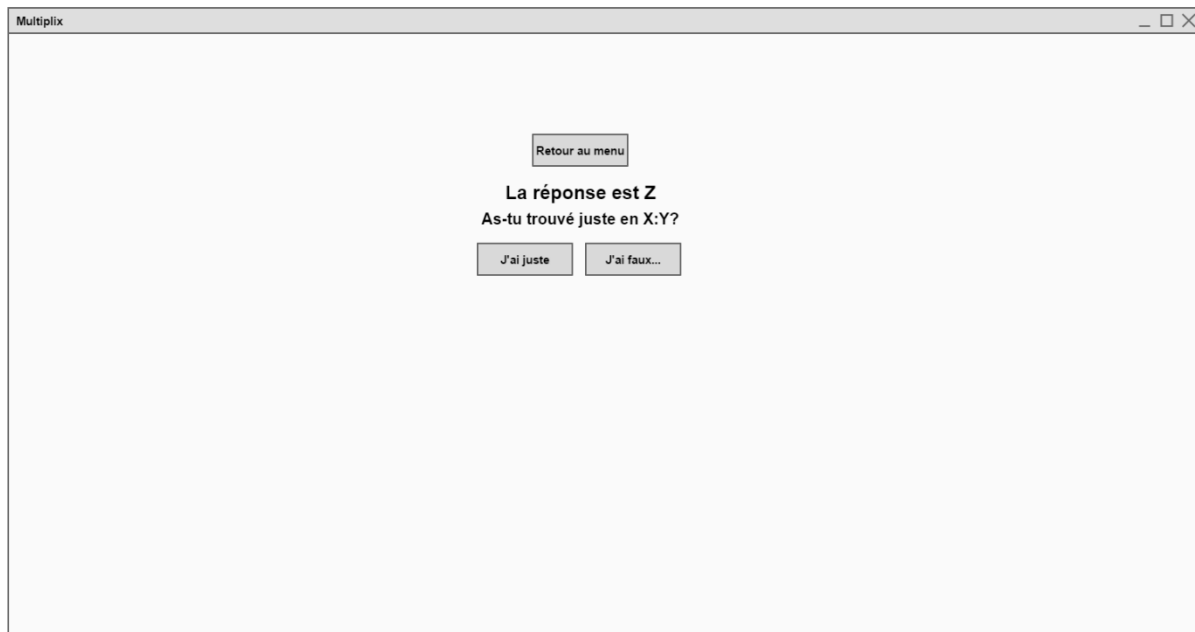 Multiplix
Retour au menu
La réponse est Z
As-tu trouvé juste en X:Y?
J'ai juste
J'ai faux...